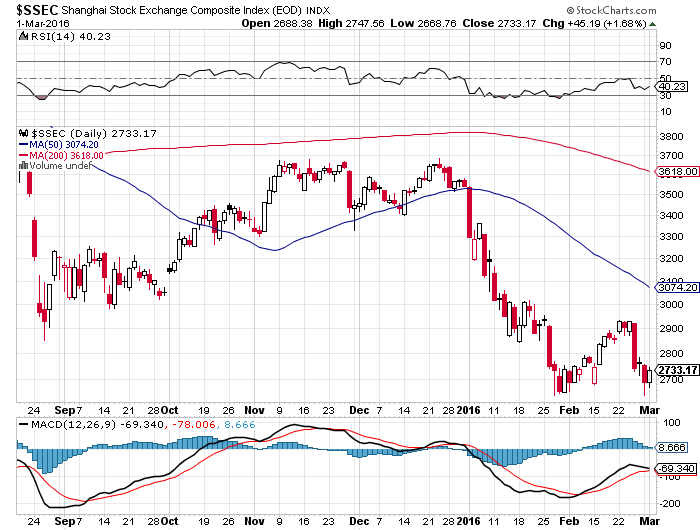 $SSEC Shanghai Stock Exchange Composite Index (EOD) INDX © StockCharts.com
1-Mar-2016 Open 2688.38 High 2747.56 Low 2668.76 Close 2733.17 Chg +45.19 (+1.68%)
RSI(14) 40.23
90
70
50
40.23
30
10
$SSEC (Daily) 2733.17
MA(50) 3074.20
MA(200) 3618.00
Volume undef
3800
3700
3618.00
3500
3400
3300
3200
3100
3074.20
3000
2900
2800
2733.17
2700
24 Sep 8 14 21 28 Oct 19 26 Nov 9 16 23 Dec 7 14 21 28 2016 11 18 25 Feb 15 22 Mar
MACD(12,26,9) -69.340, -78.006, 8.666
100
8.666
-69.340
-100
-200
24 Sep 8 14 21 28 Oct 19 26 Nov 9 16 23 Dec 7 14 21 28 2016 11 18 25 Feb 15 22 Mar